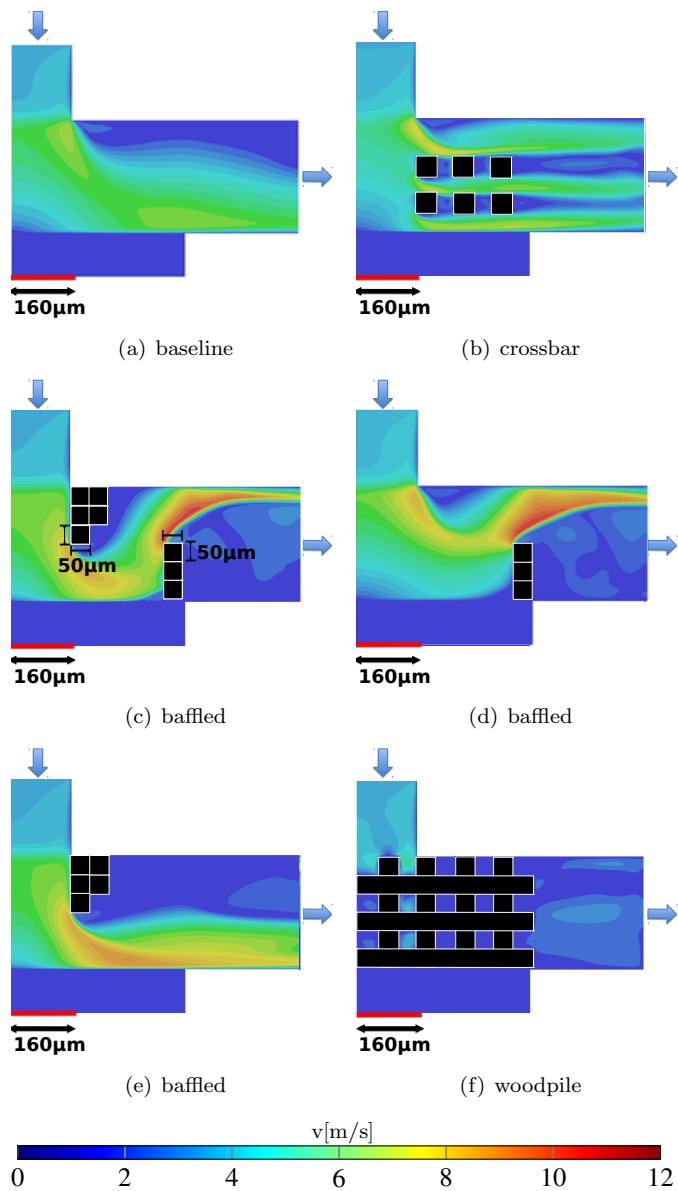 160μm
160μm
(a) baseline
(b) crossbar
50μm
50μm
160μm
160μm
(c) baffled
(d) baffled
160μm
160μm
(e) baffled
(f) woodpile
v[m/s]
0 2 4 6 8 10 12